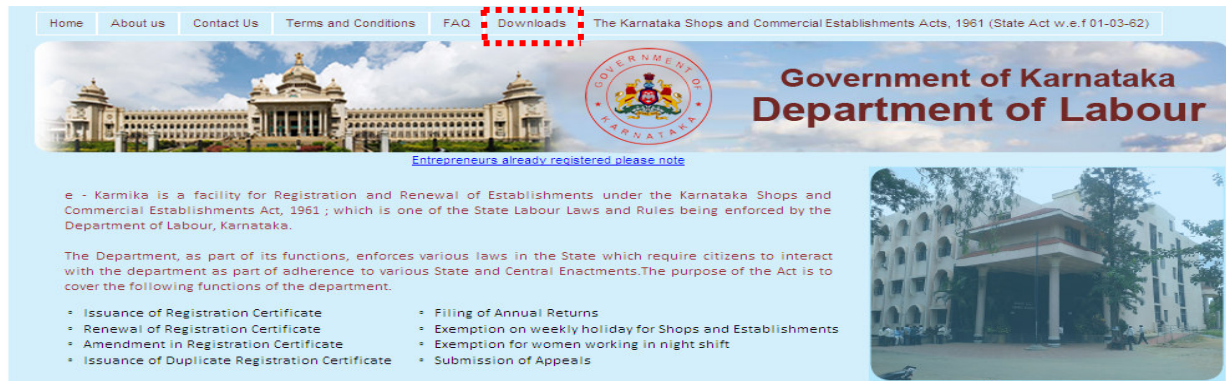 Home About us Contact Us Terms and Conditions FAQ Downloads The Karnataka Shops and Commercial Establishments Acts, 1961 (State Act w.e.f 01-03-62)
GOVERNMENT OF
KARNATAKA
Government of Karnataka
Department of Labour
Entrepreneurs already registered please note
e - Karmika is a facility for Registration and Renewal of Establishments under the Karnataka Shops and
Commercial Establishments Act, 1961 ; which is one of the State Labour Laws and Rules being enforced by the
Department of Labour, Karnataka.
The Department, as part of its functions, enforces various laws in the State which require citizens to interact
with the department as part of adherence to various State and Central Enactments.The purpose of the Act is to
cover the following functions of the department.
Issuance of Registration Certificate
Renewal of Registration Certificate
Amendment in Registration Certificate
Issuance of Duplicate Registration Certificate
Filing of Annual Returns
Exemption on weekly holiday for Shops and Establishments
Exemption for women working in night shift
Submission of Appeals